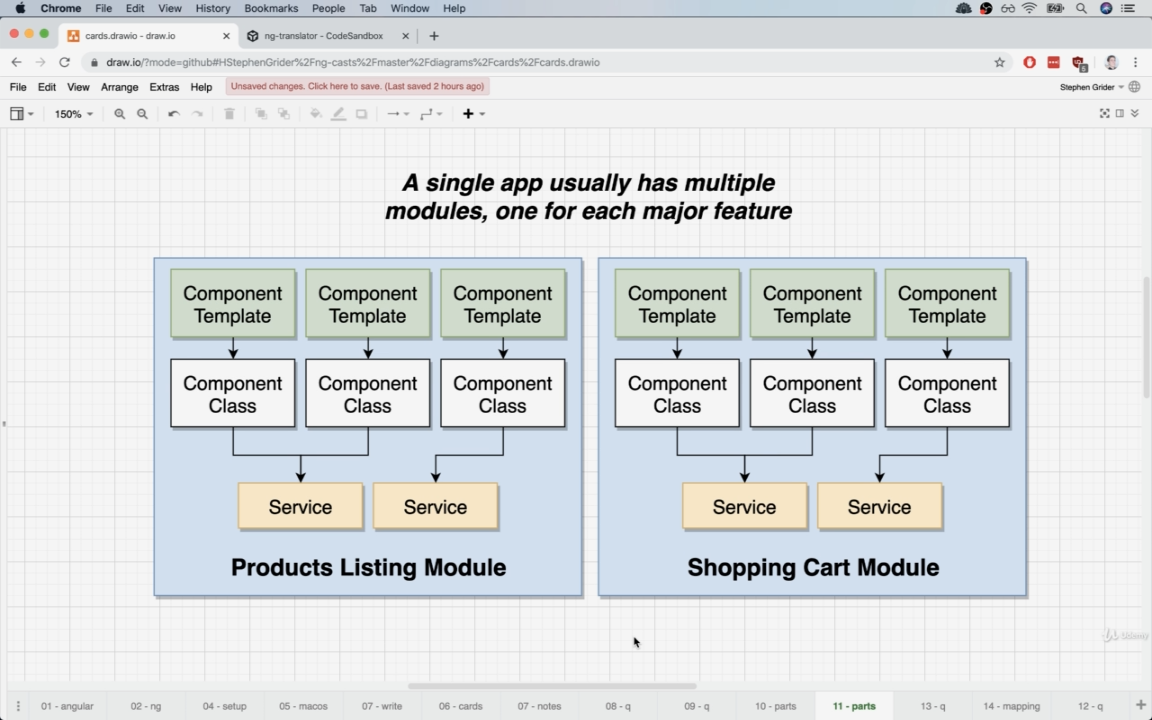 Chrome File Edit View History Bookmarks People Tab Window Help
cards.drawio - draw.io
ng-translator - CodeSandbox
draw.io/?mode=github#HStephenGrider%2Fng-casts%2Fmaster%2Fdiagrams%2Fcards%2Fcards.drawio
File Edit View Arrange Extras Help Unsaved changes. Click here to save. (Last saved 2 hours ago) Stephen Grider
150%
A single app usually has multiple
modules, one for each major feature
Component Template
Component Template
Component Template
Component Class
Component Class
Component Class
Service
Service
Products Listing Module
Component Template
Component Template
Component Template
Component Class
Component Class
Component Class
Service
Service
Shopping Cart Module
Udemy
01 - angular 02 - ng 04 - setup 05 - macos 07 - write 06 - cards 07 - notes 08 - q 09 - q 10 - parts 11 - parts 13 - q 14 - mapping 12 - q